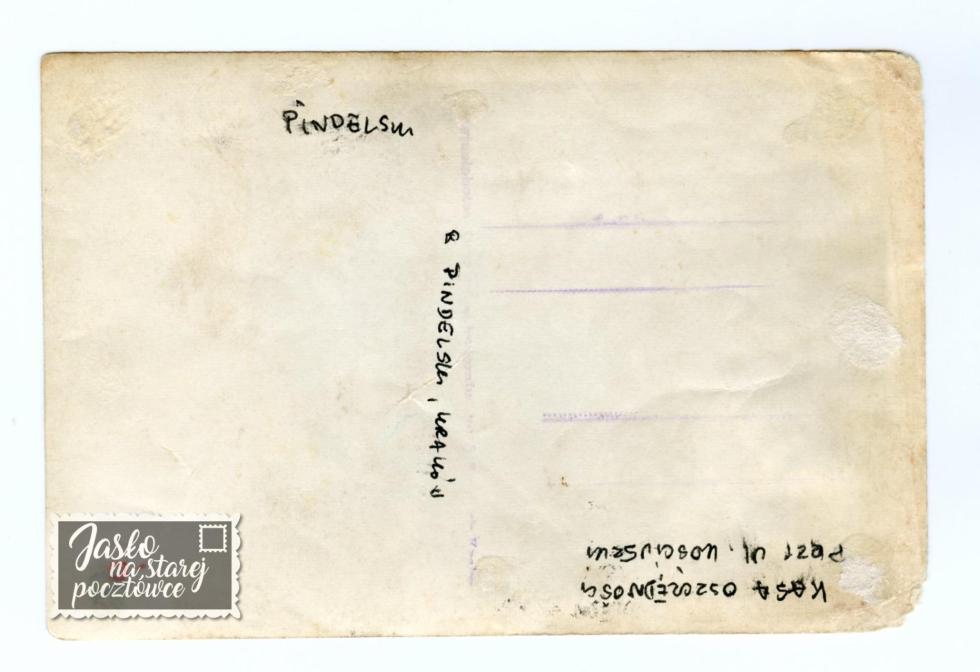 PINDELSKI
R PINDELSKI, KRAKÓW
KASA OSZCZĘDNOŚCI
PRZY UL. KOŚCIUSZKI
Jasło
na starej
pocztówce